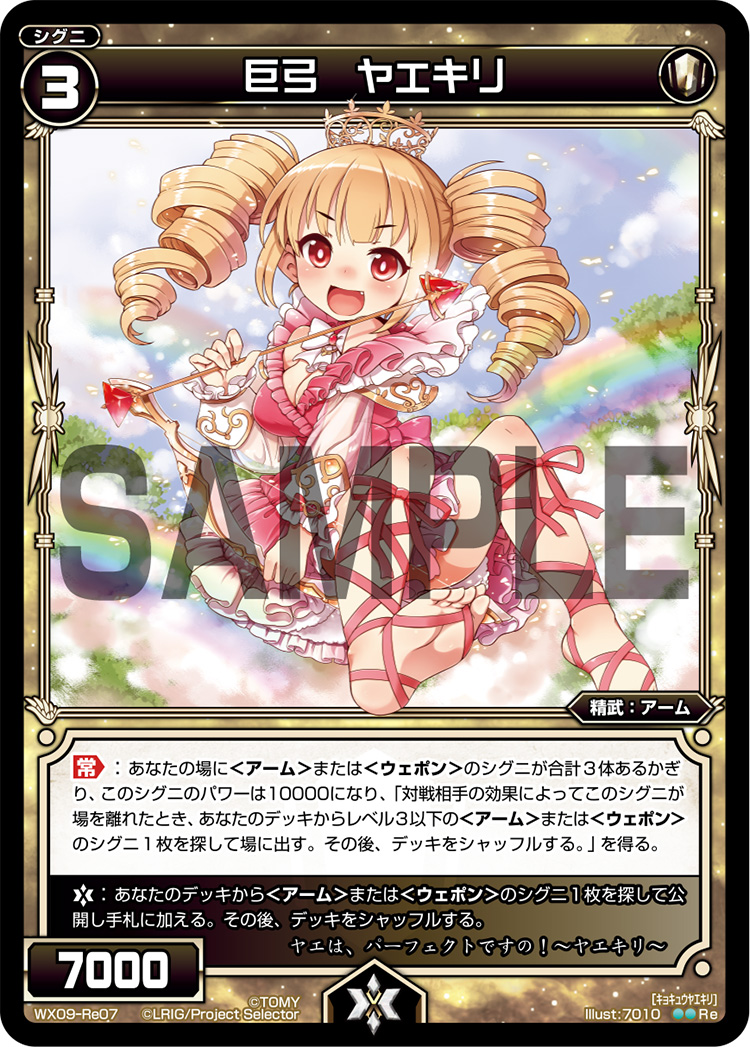 シグニ
3
巨弓　ヤエキリ
SAMPLE
精武：アーム
常：あなたの場に<アーム>または<ウェポン>のシグニが合計３体あるかぎ
り、このシグニのパワーは10000になり、「対戦相手の効果によってこのシグニが
場を離れたとき、あなたのデッキからレベル３以下の<アーム>または<ウェポン>
のシグニ１枚を探して場に出す。その後、デッキをシャッフルする。」を得る。
：あなたのデッキから<アーム>または<ウェポン>のシグニ１枚を探して公
開し手札に加える。その後、デッキをシャッフルする。
ヤエは、パーフェクトですの！～ヤエキリ～
7000
©TOMY
[ｷｮｷｭｳﾔｴｷﾘ]
WX09-Re07 ©LRIG/Project Selector
Illust:7010 Re